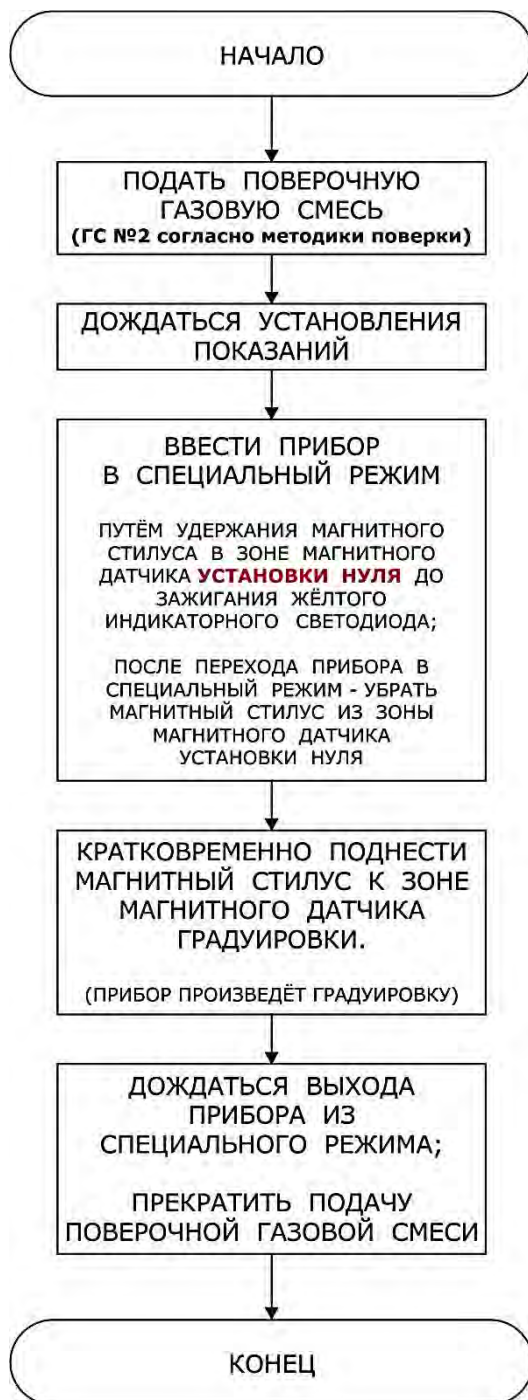 НАЧАЛО
ПОДАТЬ ПОВЕРОЧНУЮ
ГАЗОВУЮ СМЕСЬ
(ГС №2 согласно методики поверки)
ДОЖДАТЬСЯ УСТАНОВЛЕНИЯ
ПОКАЗАНИЙ
ВВЕСТИ ПРИБОР
В СПЕЦИАЛЬНЫЙ РЕЖИМ
ПУТЁМ УДЕРЖАНИЯ МАГНИТНОГО
СТИЛУСА В ЗОНЕ МАГНИТНОГО
ДАТЧИКА УСТАНОВКИ НУЛЯ ДО
ЗАЖИГАНИЯ ЖЁЛТОГО
ИНДИКАТОРНОГО СВЕТОДИОДА;
ПОСЛЕ ПЕРЕХОДА ПРИБОРА В
СПЕЦИАЛЬНЫЙ РЕЖИМ - УБРАТЬ
МАГНИТНЫЙ СТИЛУС ИЗ ЗОНЫ
МАГНИТНОГО ДАТЧИКА
УСТАНОВКИ НУЛЯ
КРАТКОВРЕМЕННО ПОДНЕСТИ
МАГНИТНЫЙ СТИЛУС К ЗОНЕ
МАГНИТНОГО ДАТЧИКА
ГРАДУИРОВКИ.
(ПРИБОР ПРОИЗВЕДЁТ ГРАДУИРОВКУ)
ДОЖДАТЬСЯ ВЫХОДА
ПРИБОРА ИЗ
СПЕЦИАЛЬНОГО РЕЖИМА;
ПРЕКРАТИТЬ ПОДАЧУ
ПОВЕРОЧНОЙ ГАЗОВОЙ СМЕСИ
КОНЕЦ